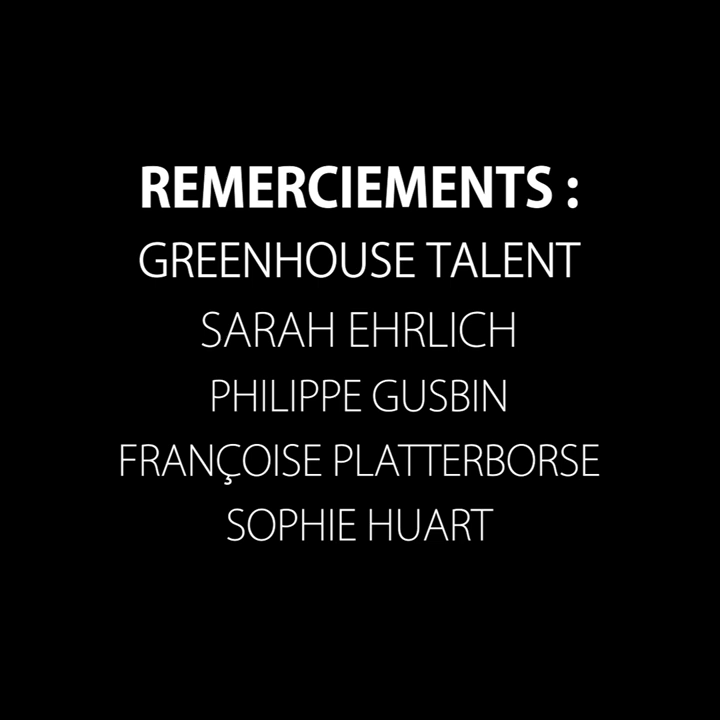 REMERCIEMENTS :
GREENHOUSE TALENT
SARAH EHRLICH
PHILIPPE GUSBIN
FRANÇOISE PLATTERBORSE
SOPHIE HUART